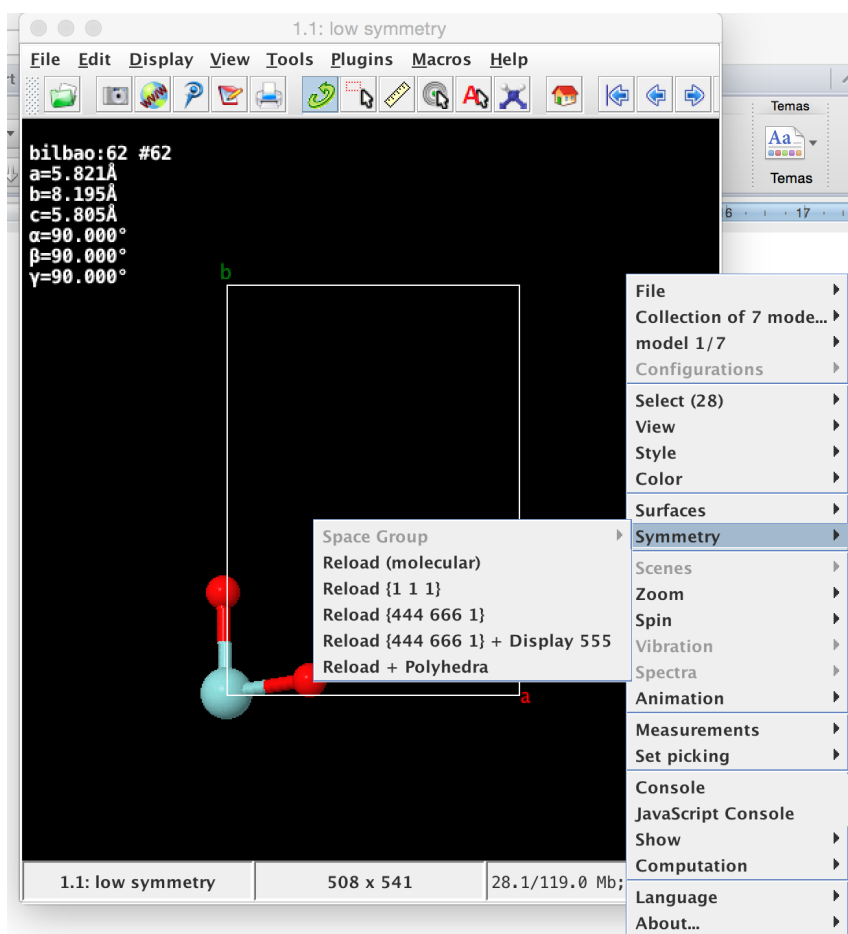 1.1: low symmetry
File Edit Display View Tools Plugins Macros Help
Temas
Aa
Temas
6 17
bilbao:62 #62
a=5.821Å
b=8.195Å
c=5.805Å
α=90.000°
β=90.000°
γ=90.000°
b
a
File
Collection of 7 mode...
model 1/7
Configurations
Select (28)
View
Style
Color
Surfaces
Symmetry
Scenes
Zoom
Spin
Vibration
Spectra
Animation
Measurements
Set picking
Console
JavaScript Console
Show
Computation
Language
About...
Space Group
Reload (molecular)
Reload {1 1 1}
Reload {444 666 1}
Reload {444 666 1} + Display 555
Reload + Polyhedra
1.1: low symmetry
508 x 541
28.1/119.0 Mb;